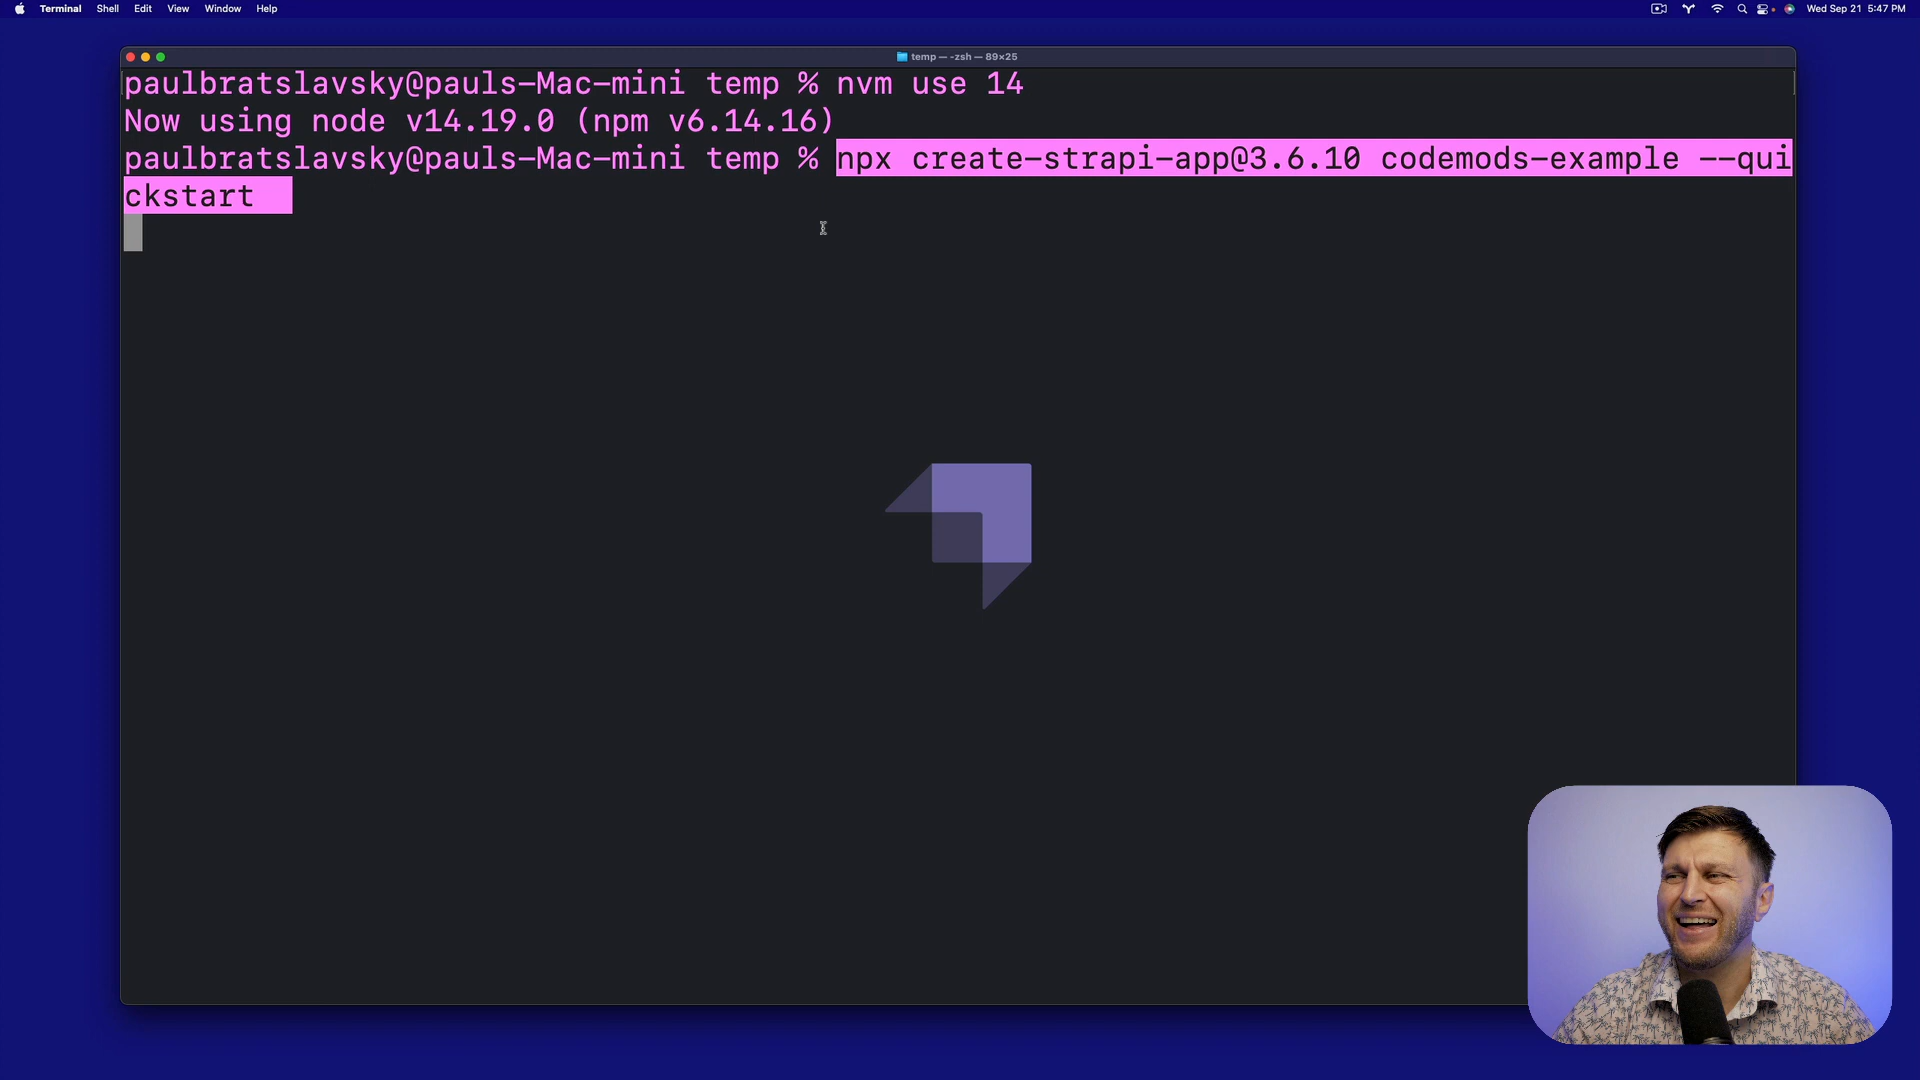 Terminal Shell Edit View Window Help Wed Sep 21 5:47 PM
temp — -zsh — 89×25
paulbratslavsky@pauls-Mac-mini temp % nvm use 14
Now using node v14.19.0 (npm v6.14.16)
paulbratslavsky@pauls-Mac-mini temp % npx create-strapi-app@3.6.10 codemods-example --qui
ckstart